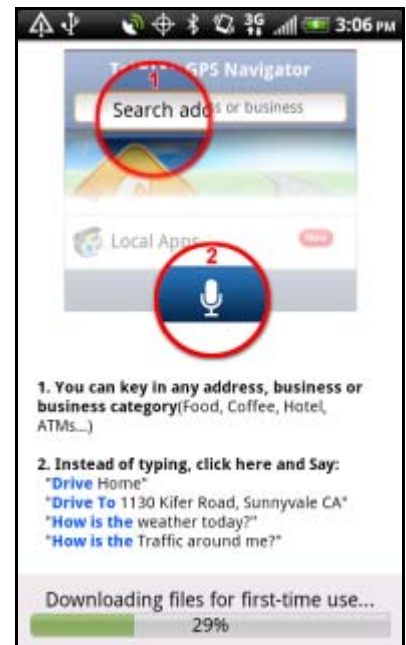 3G 3:06 PM
GPS Navigator
1
Search add s or business
Local Apps
2
1. You can key in any address, business or
business category(Food, Coffee, Hotel,
ATMs...)
2. Instead of typing, click here and Say:
"Drive Home"
"Drive To 1130 Kifer Road, Sunnyvale CA"
"How is the weather today?"
"How is the Traffic around me?"
Downloading files for first-time use...
29%